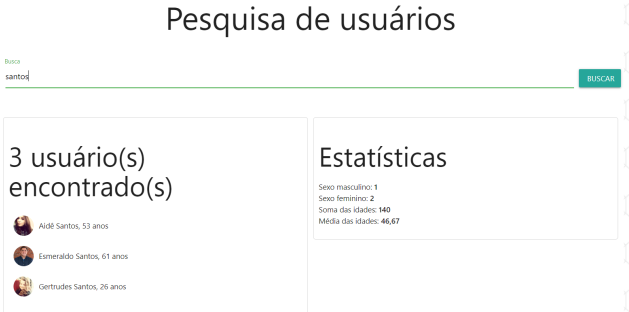 Pesquisa de usuários
Busca
santos
BUSCAR
3 usuário(s)
encontrado(s)
Aidê Santos, 53 anos
Esmeraldo Santos, 61 anos
Gertrudes Santos, 26 anos
Estatísticas
Sexo masculino: 1
Sexo feminino: 2
Soma das idades: 140
Média das idades: 46,67